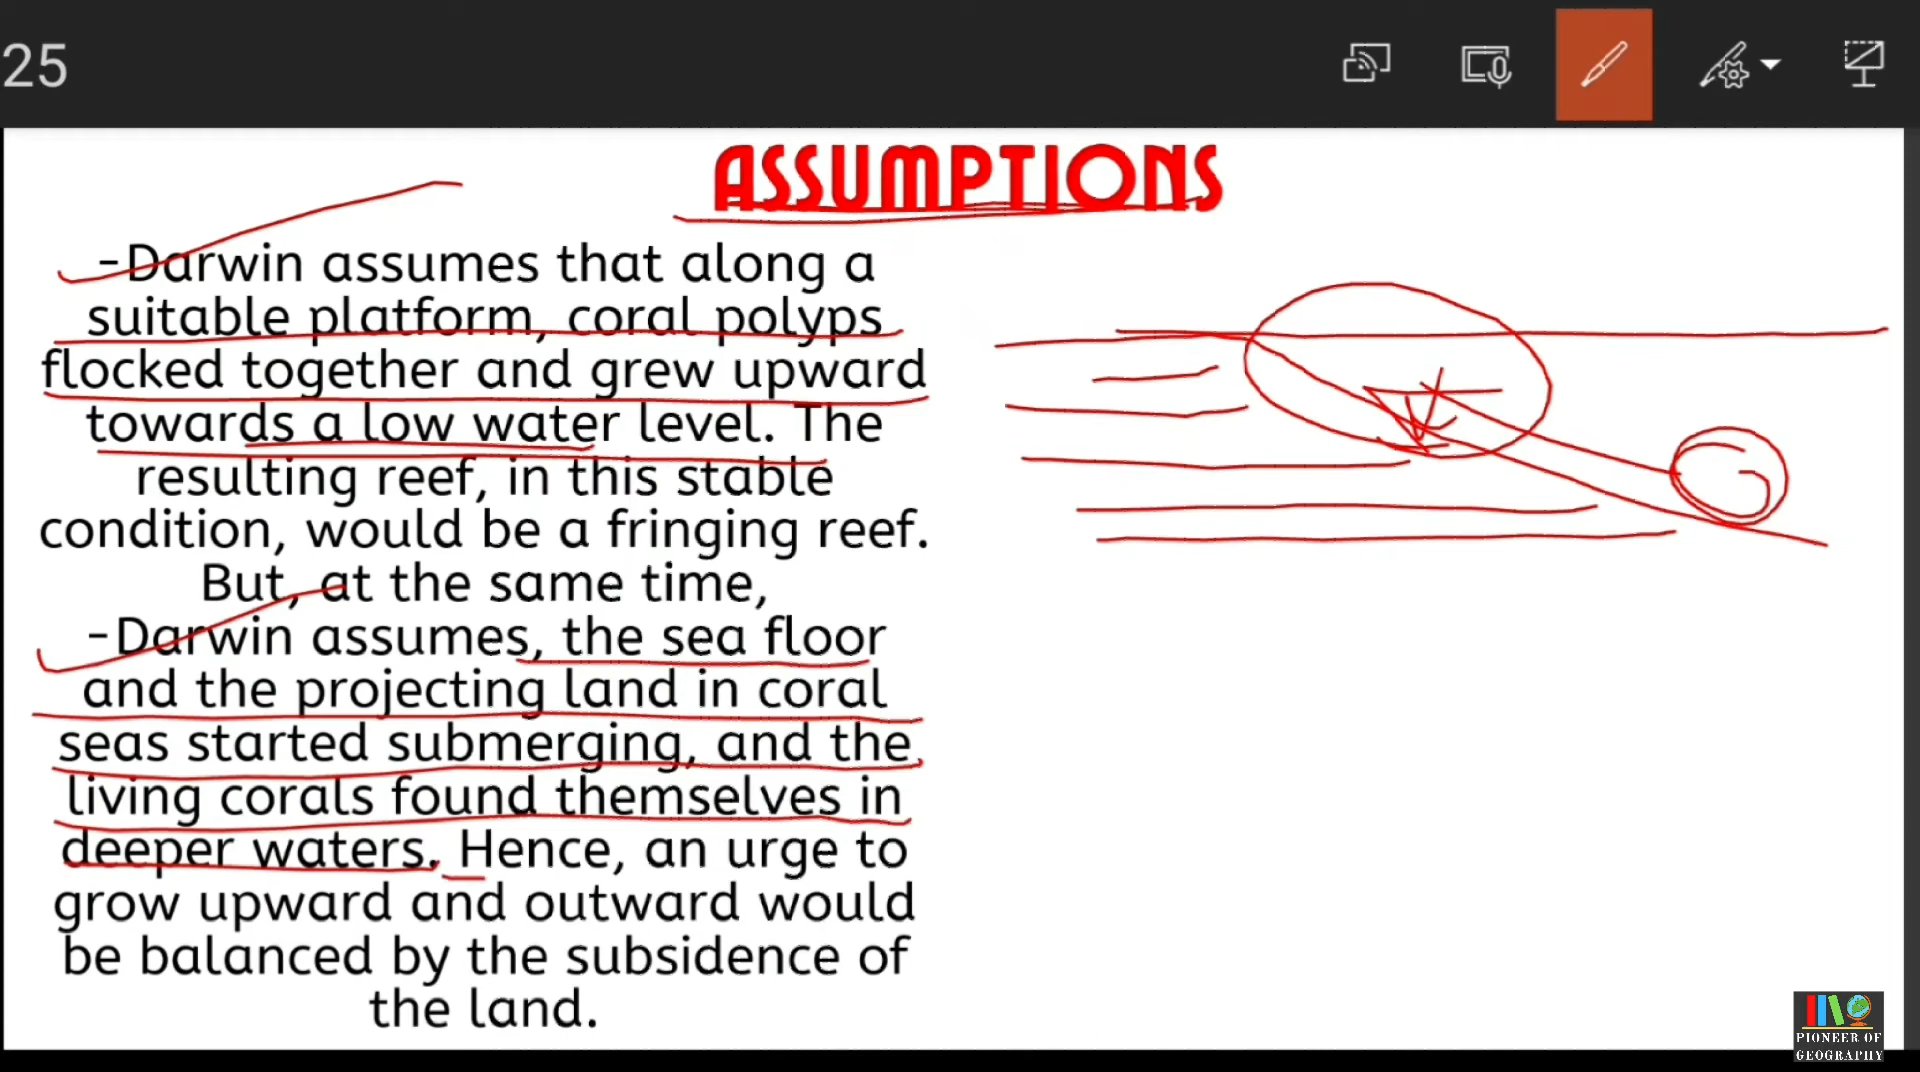 25
ASSUMPTIONS
-Darwin assumes that along a
suitable platform, coral polyps
flocked together and grew upward
towards a low water level. The
resulting reef, in this stable
condition, would be a fringing reef.
But, at the same time,
-Darwin assumes, the sea floor
and the projecting land in coral
seas started submerging, and the
living corals found themselves in
deeper waters. Hence, an urge to
grow upward and outward would
be balanced by the subsidence of
the land.
PIONEER OF
GEOGRAPHY